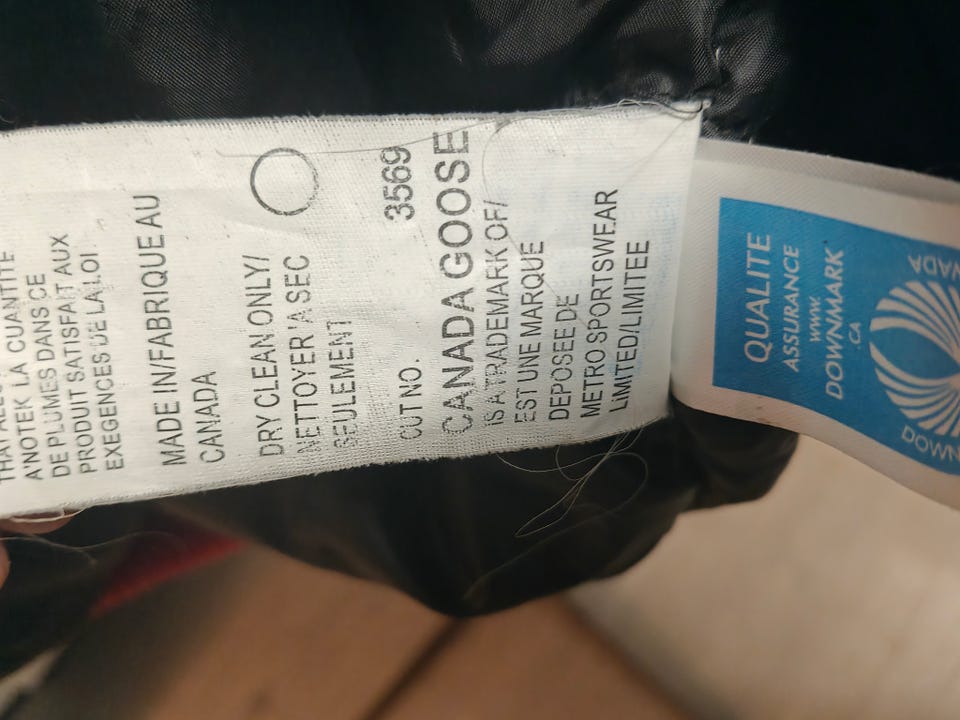 A NOTEK LA CUANTITE
DE PLUMES DANS CE
PRODUIT SATISFAIT AUX
EXEGENCES DE LA LOI.
MADE IN/FABRIQUE AU
CANADA
DRY CLEAN ONLY/
NETTOYER 'A SEC
SEULEMENT
CUT NO. 3569
CANADA GOOSE
IS A TRADEMARK OF/
EST UNE MARQUE
DEPOSEE DE
METRO SPORTSWEAR
LIMITED/LIMITEE
QUALITE
ASSURANCE
www.
DOWNMARK
.CA